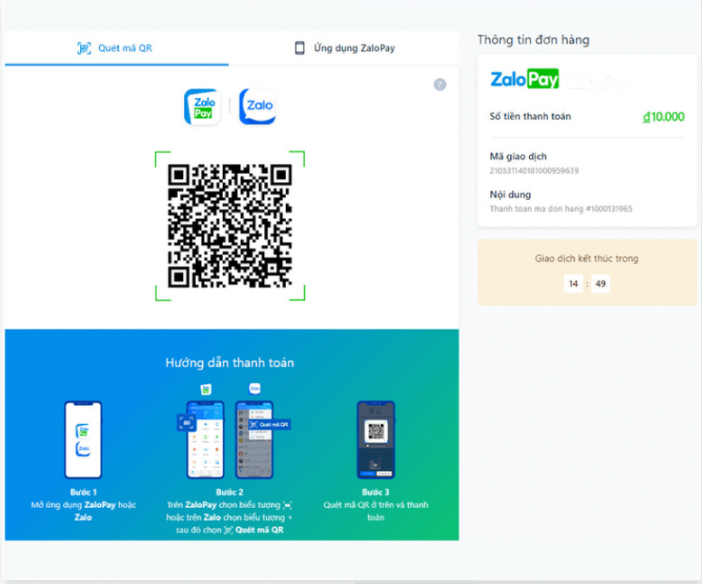 Quét mã QR
Ứng dụng ZaloPay
?
Zalo
Pay
Zalo
Hướng dẫn thanh toán
Quét mã QR
Bước 1
Mở ứng dụng ZaloPay hoặc
Zalo
Bước 2
Trên ZaloPay chọn biểu tượng
hoặc trên Zalo chọn biểu tượng +
sau đó chọn Quét mã QR
Bước 3
Quét mã QR ở trên và thanh
toán
Thông tin đơn hàng
ZaloPay
Số tiền thanh toán
₫10.000
Mã giao dịch
210531140181000959639
Nội dung
Thanh toan ma don hang #1000131965
Giao dịch kết thúc trong
14 : 49